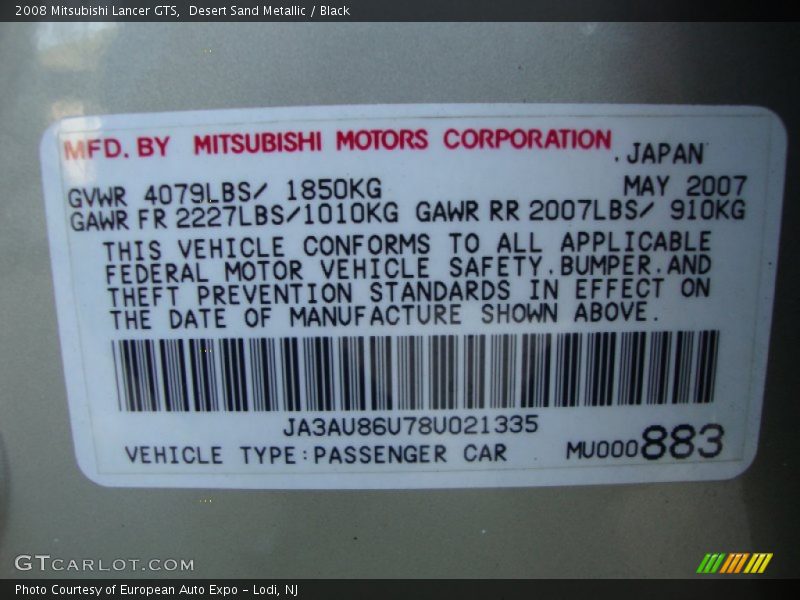 2008 Mitsubishi Lancer GTS,  Desert Sand Metallic / Black
MFD. BY MITSUBISHI MOTORS CORPORATION
.JAPAN
GVWR 4079LBS/ 1850KG MAY 2007
GAWR FR 2227LBS/1010KG GAWR RR 2007LBS/ 910KG
THIS VEHICLE CONFORMS TO ALL APPLICABLE
FEDERAL MOTOR VEHICLE SAFETY.BUMPER.AND
THEFT PREVENTION STANDARDS IN EFFECT ON
THE DATE OF MANUFACTURE SHOWN ABOVE.
JA3AU86U78U021335
VEHICLE TYPE:PASSENGER CAR MU000883
GTCARLOT.COM
Photo Courtesy of European Auto Expo - Lodi, NJ